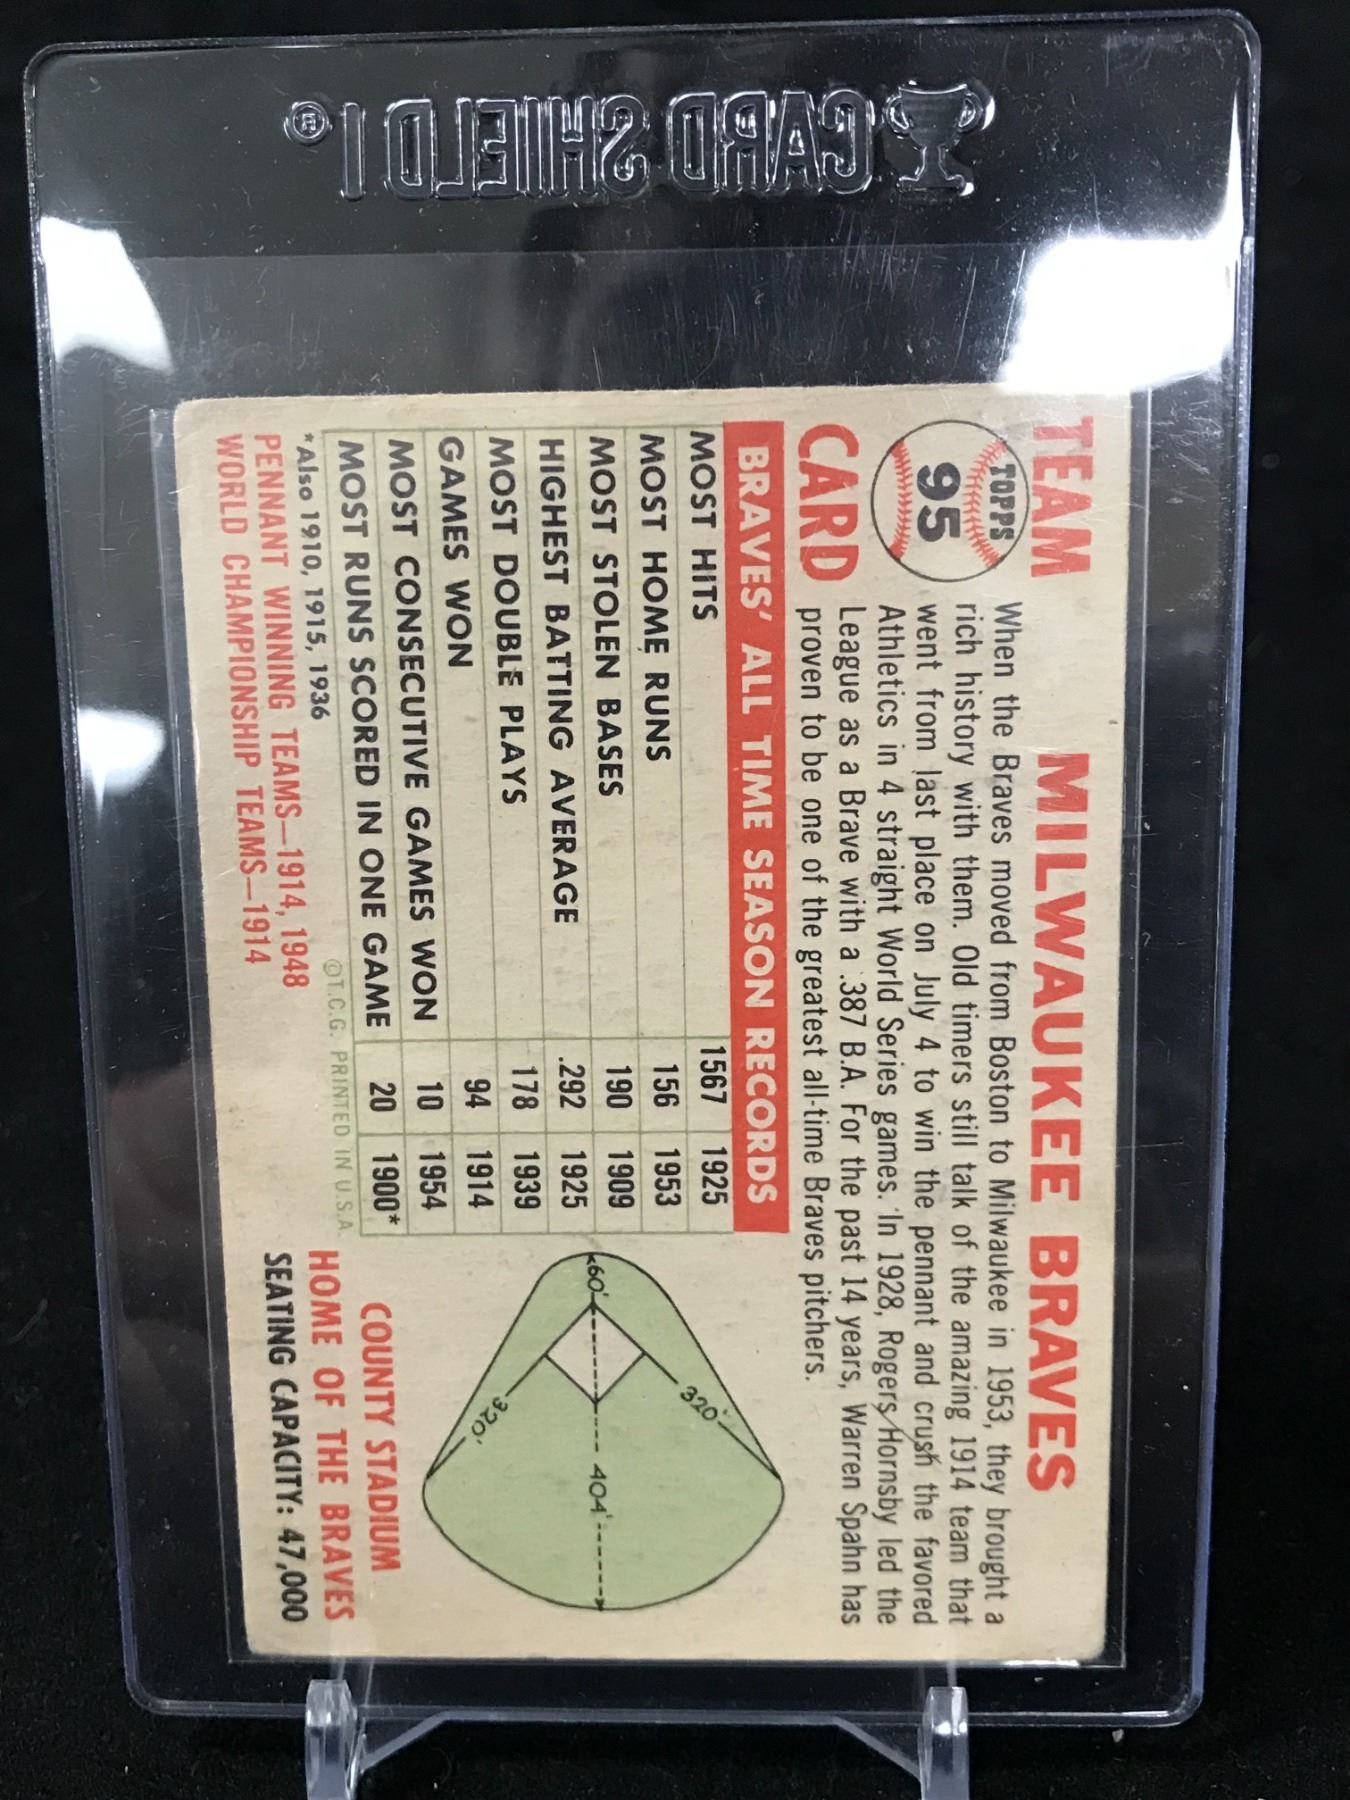 CARD SHIELD 1®
TEAM
TOPPS
95
CARD
MILWAUKEE BRAVES
When the Braves moved from Boston to Milwaukee in 1953, they brought a
rich history with them. Old timers still talk of the amazing 1914 team that
went from last place on July 4 to win the pennant and crush the favored
Athletics in 4 straight World Series games. In 1928, Rogers Hornsby led the
League as a Brave with a .387 B.A. For the past 14 years, Warren Spahn has
proven to be one of the greatest all-time Braves pitchers.
BRAVES' ALL TIME SEASON RECORDS
MOST HITS 1567 1925
MOST HOME RUNS 156 1953
MOST STOLEN BASES 190 1909
HIGHEST BATTING AVERAGE .292 1925
MOST DOUBLE PLAYS 178 1939
GAMES WON 94 1914
MOST CONSECUTIVE GAMES WON 10 1954
MOST RUNS SCORED IN ONE GAME 20 1900*
*Also 1910, 1915, 1936
©T.C.G. PRINTED IN U.S.A.
PENNANT WINNING TEAMS—1914, 1948
WORLD CHAMPIONSHIP TEAMS—1914
60'
320'
404'
320'
COUNTY STADIUM
HOME OF THE BRAVES
SEATING CAPACITY: 47,000